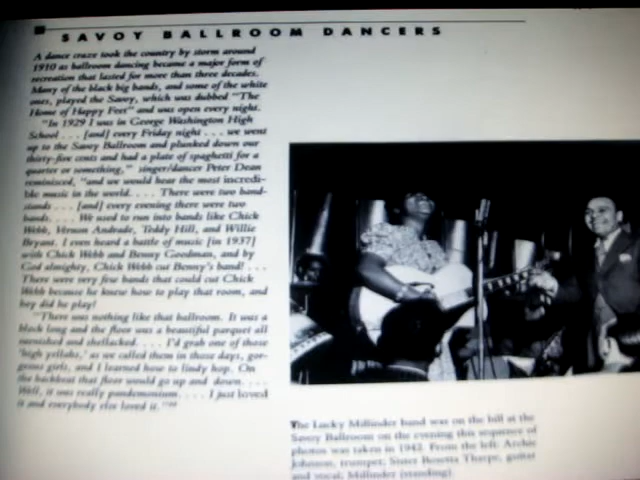 SAVOY BALLROOM DANCERS
A dance craze took the country by storm around
1910 as ballroom dancing became a major form of
recreation that lasted for more than three decades.
Many of the black big bands, and some of the white
ones, played the Savoy, which was dubbed "The
Home of Happy Feet" and was open every night.
"In 1929 I was in George Washington High
School . . . [and] every Friday night . . . we went
up to the Savoy Ballroom and plunked down our
thirty-five cents and had a plate of spaghetti for a
quarter or something," singer/dancer Peter Dean
reminisced, "and we would hear the most incredi-
ble music in the world. . . . There were two band-
stands . . . [and] every evening there were two
bands. . . . We used to run into bands like Chick
Webb, Vernon Andrade, Teddy Hill, and Willie
Bryant. I even heard a battle of music [in 1937]
with Chick Webb and Benny Goodman, and by
God almighty, Chick Webb cut Benny's band! . . .
There were very few bands that could cut Chick
Webb because he knew how to play that room, and
hey did he play!
"There was nothing like that ballroom. It was a
block long and the floor was a beautiful parquet all
varnished and shellacked. . . . I'd grab one of those
'high yellahs,' as we called them in those days, gor-
geous girls, and I learned how to lindy hop. On
the backbeat that floor would go up and down. . . .
Well, it was really pandemonium. . . . I just loved
it and everybody else loved it."
The Lucky Millinder band was on the bill at the
Savoy Ballroom on the evening this sequence of
photos was taken in 1942. From the left: Archie
Johnson, trumpet; Sister Rosetta Tharpe, guitar
and vocal; Millinder (standing).